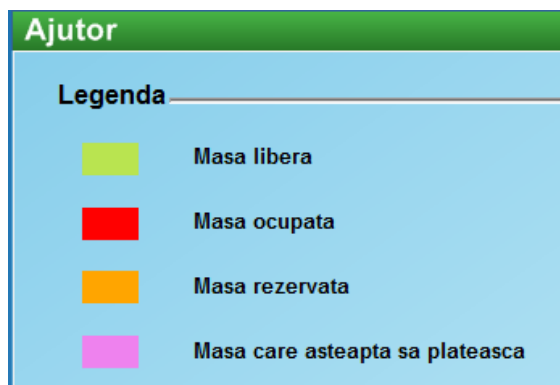 Ajutor
Legenda
Masa libera
Masa ocupata
Masa rezervata
Masa care asteapta sa plateasca